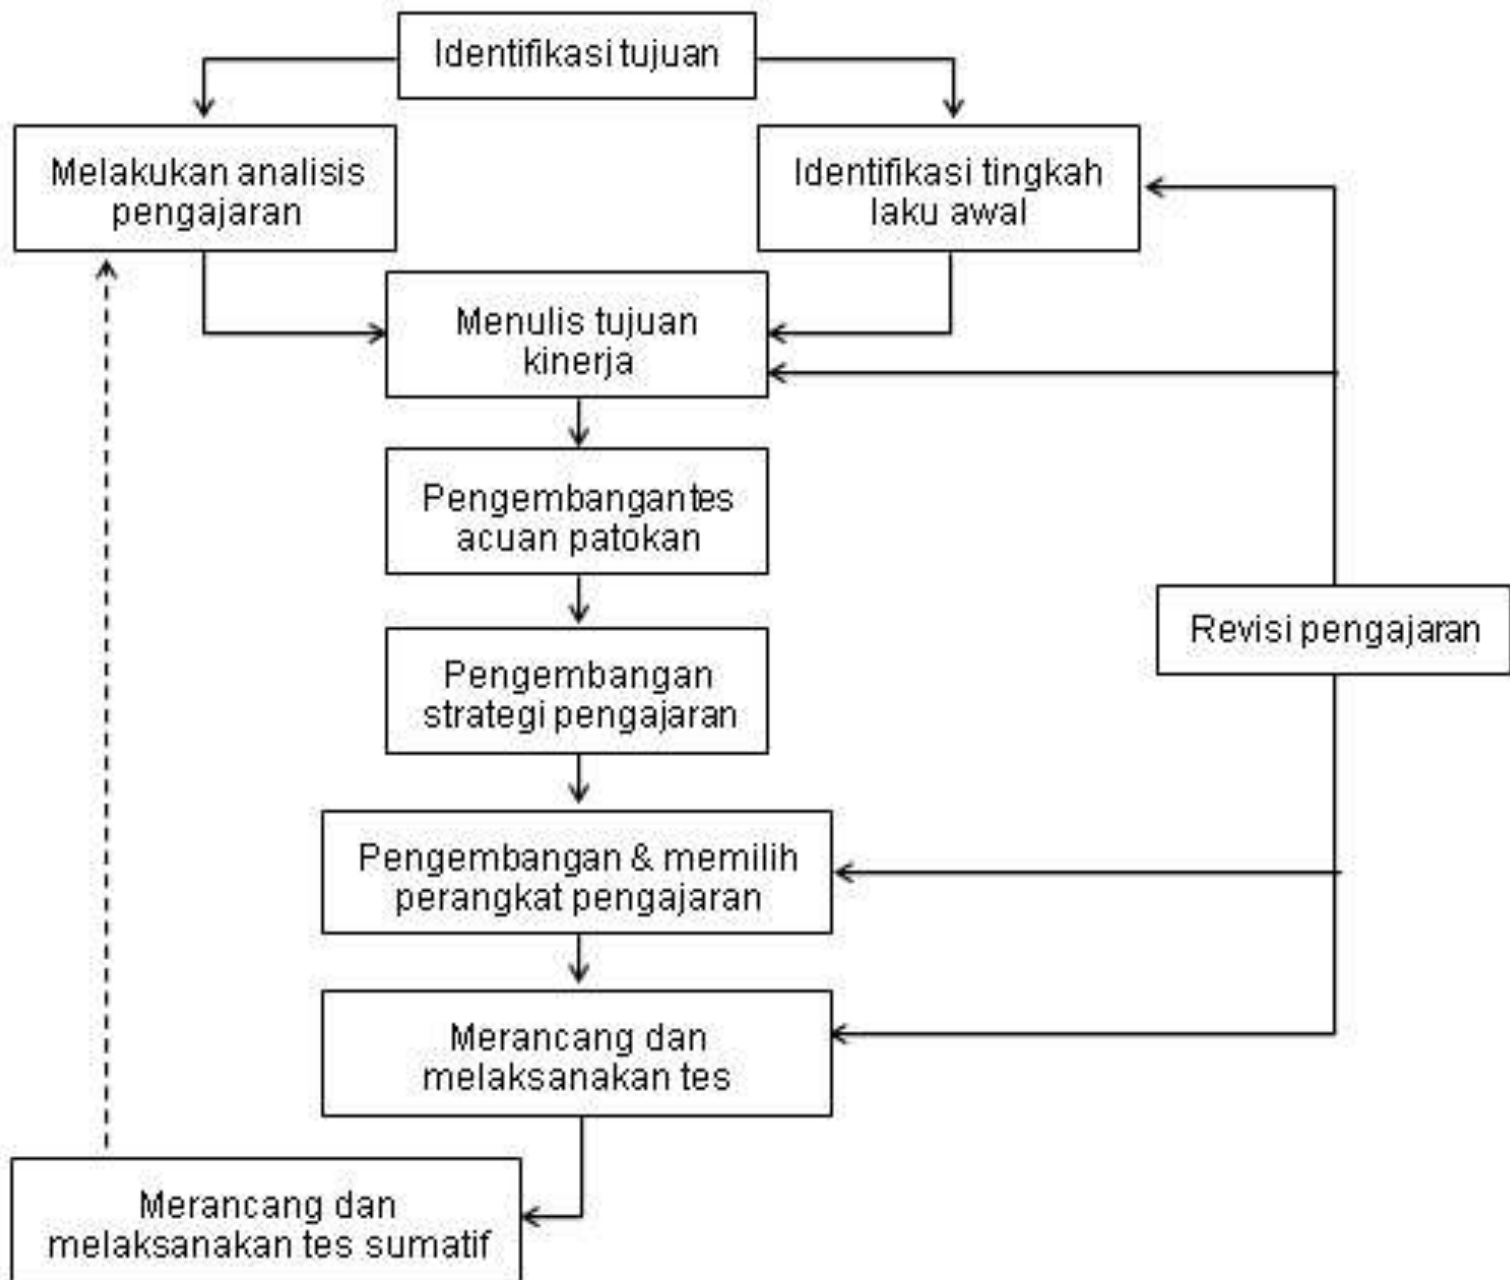 Identifikasi tujuan
Melakukan analisis
pengajaran
Identifikasi tingkah
laku awal
Menulis tujuan
kinerja
Pengembangantes
acuan patokan
Revisi pengajaran
Pengembangan
strategi pengajaran
Pengembangan & memilih
perangkat pengajaran
Merancang dan
melaksanakan tes
Merancang dan
melaksanakan tes sumatif